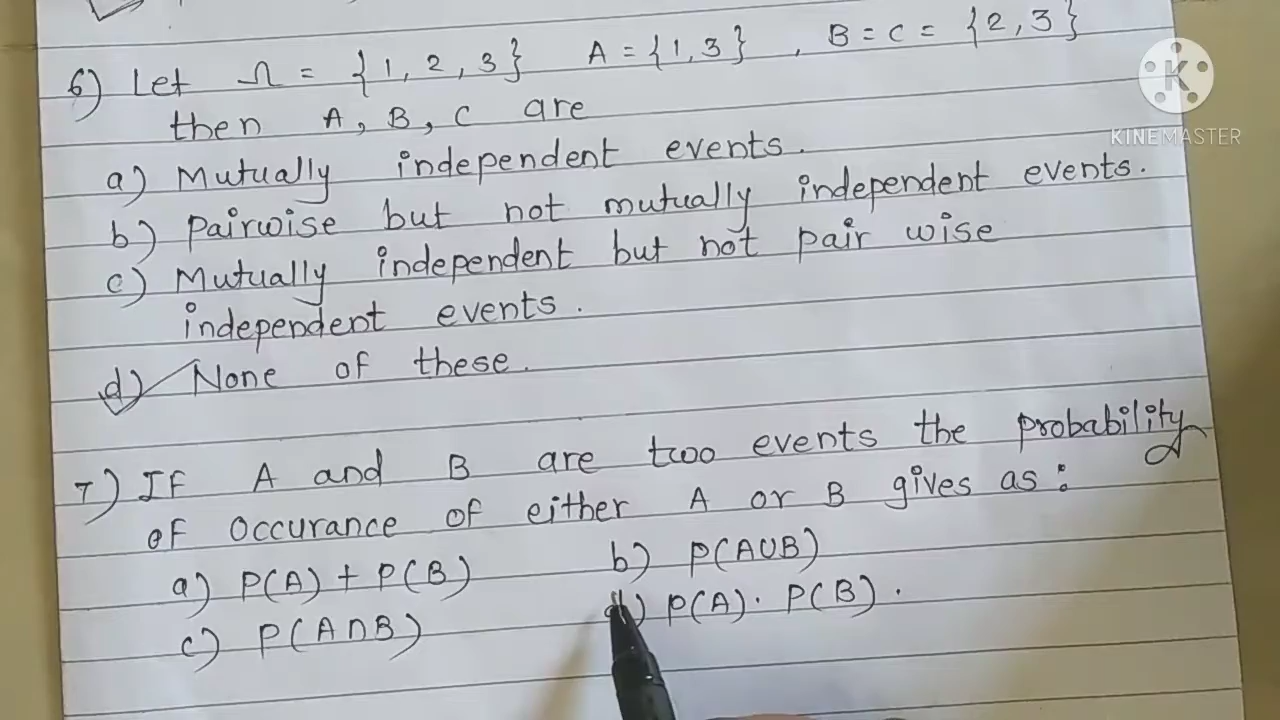 6) Let Ω = {1, 2, 3} A = {1, 3} , B = C = {2, 3}
KINEMASTER
then A, B, C are
a) Mutually independent events.
b) Pairwise but not mutually independent events.
c) Mutually independent but not pair wise
independent events.
d) None of these.
7) If A and B are two events the probability
of occurance of either A or B gives as:
a) P(A) + P(B) b) P(A∪B)
c) P(A∩B) d) P(A). P(B).